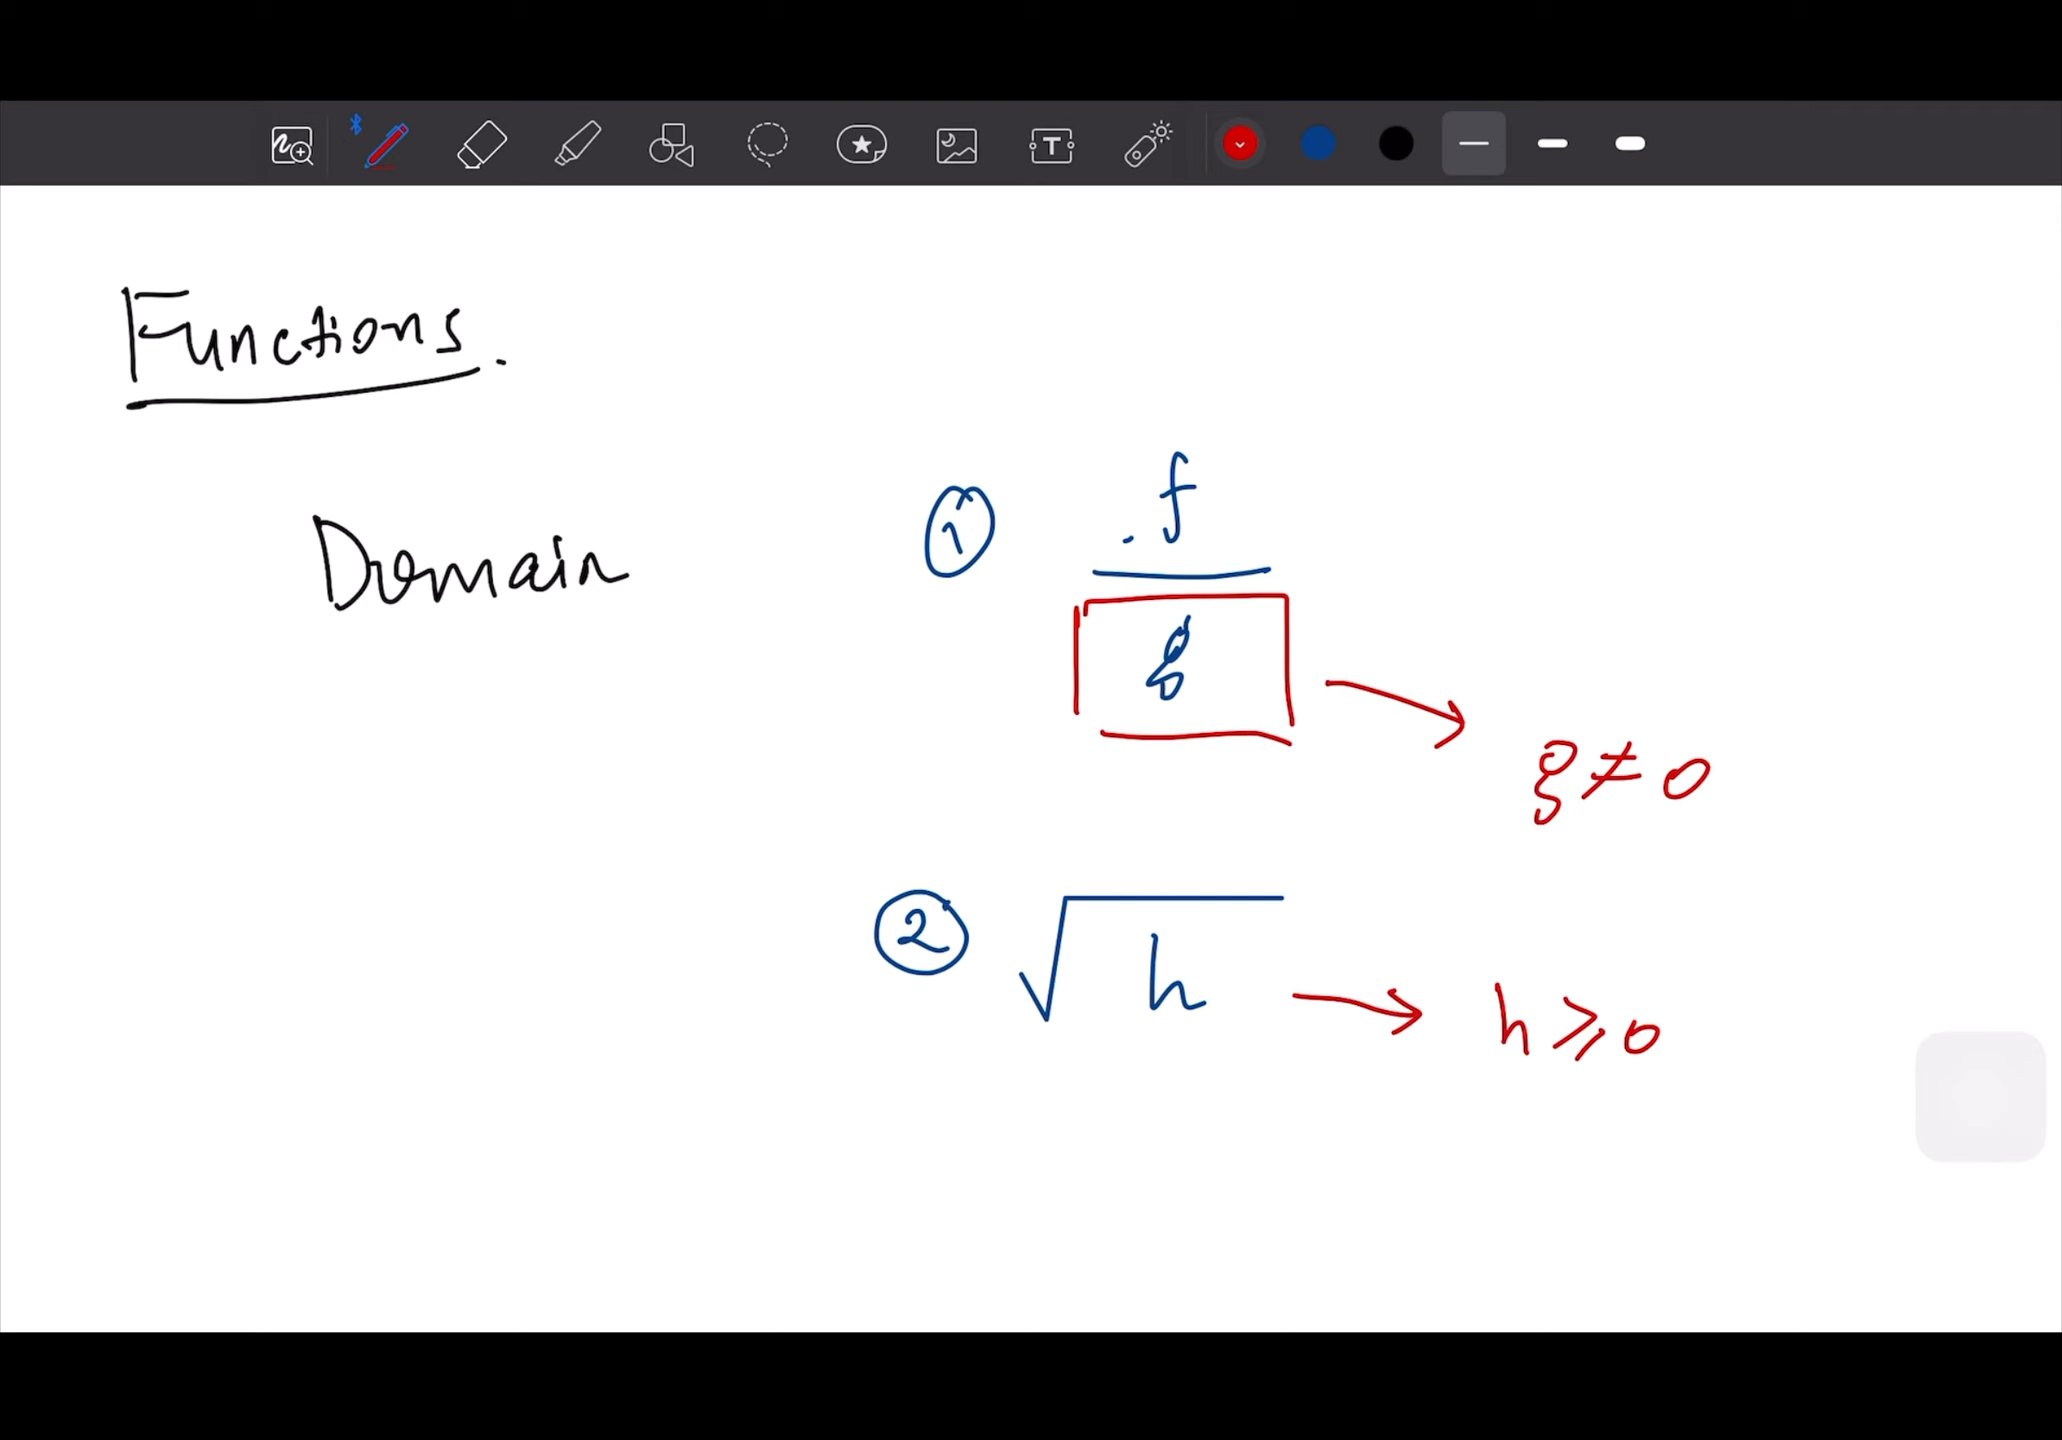 Functions.
Domain
① f
g
g ≠ 0
② √h
h ⩾ 0